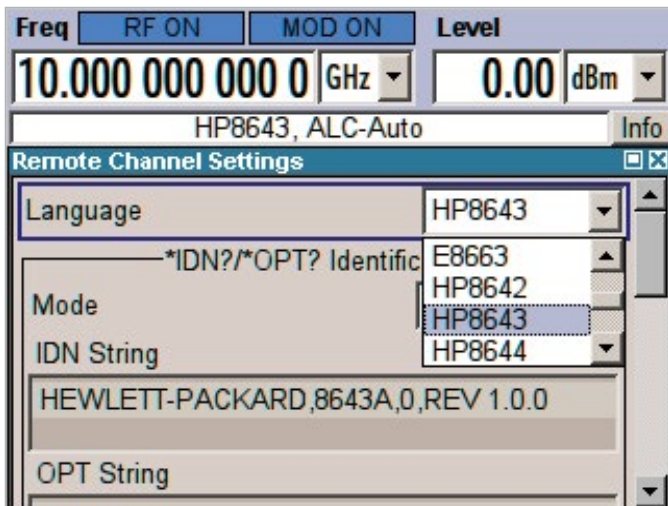 Freq RF ON MOD ON Level
10.000 000 000 0 GHz 0.00 dBm
HP8643, ALC-Auto Info
Remote Channel Settings
Language HP8643
*IDN?/*OPT? Identific
E8663
HP8642
Mode
HP8643
IDN String HP8644
HEWLETT-PACKARD,8643A,0,REV 1.0.0
OPT String